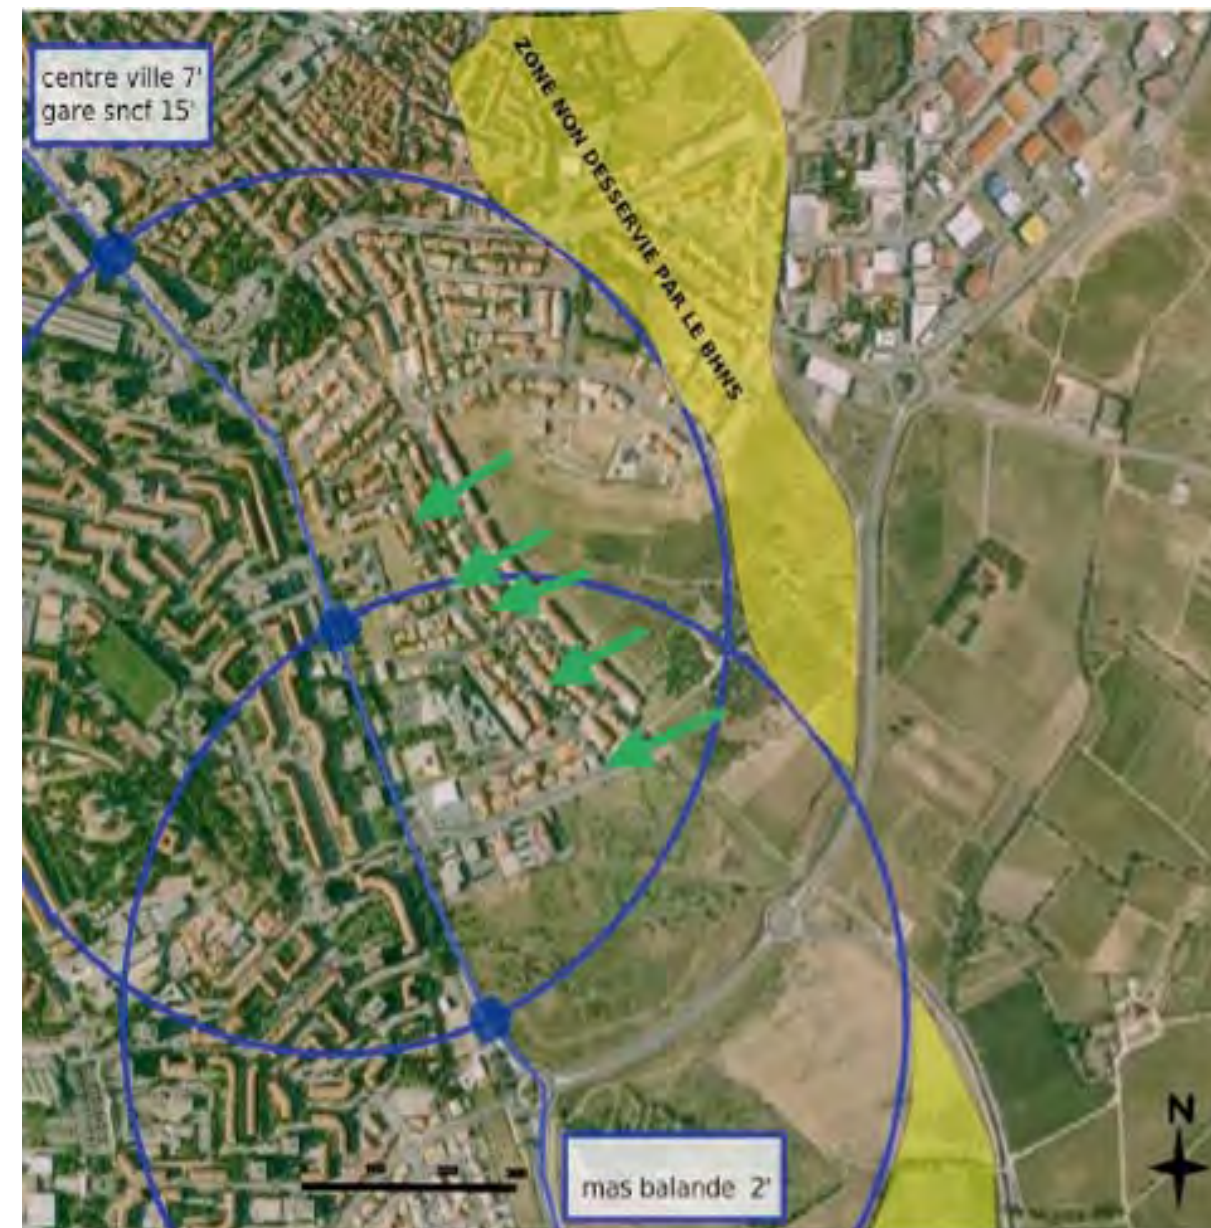 centre ville 7'
gare sncf 15'
ZONE NON DESSERVIE PAR LE BHNS
N
mas balande 2'